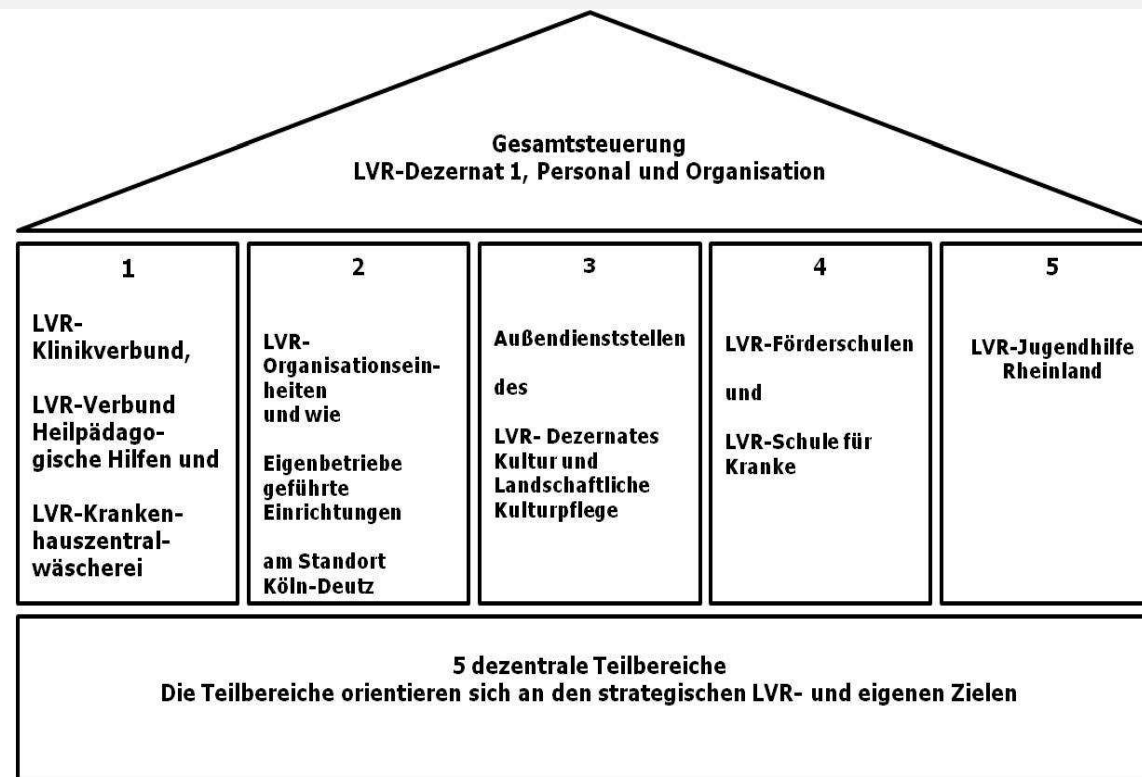 Gesamtsteuerung
LVR-Dezernat 1, Personal und Organisation
1
LVR-
Klinikverbund,
LVR-Verbund
Heilpädago-
gische Hilfen und
LVR-Kranken-
hauszentral-
wäscherei
2
LVR-
Organisationsein-
heiten
und wie
Eigenbetriebe
geführte
Einrichtungen
am Standort
Köln-Deutz
3
Außendienststellen
des
LVR- Dezernates
Kultur und
Landschaftliche
Kulturpflege
4
LVR-Förderschulen
und
LVR-Schule für
Kranke
5
LVR-Jugendhilfe
Rheinland
5 dezentrale Teilbereiche
Die Teilbereiche orientieren sich an den strategischen LVR- und eigenen Zielen